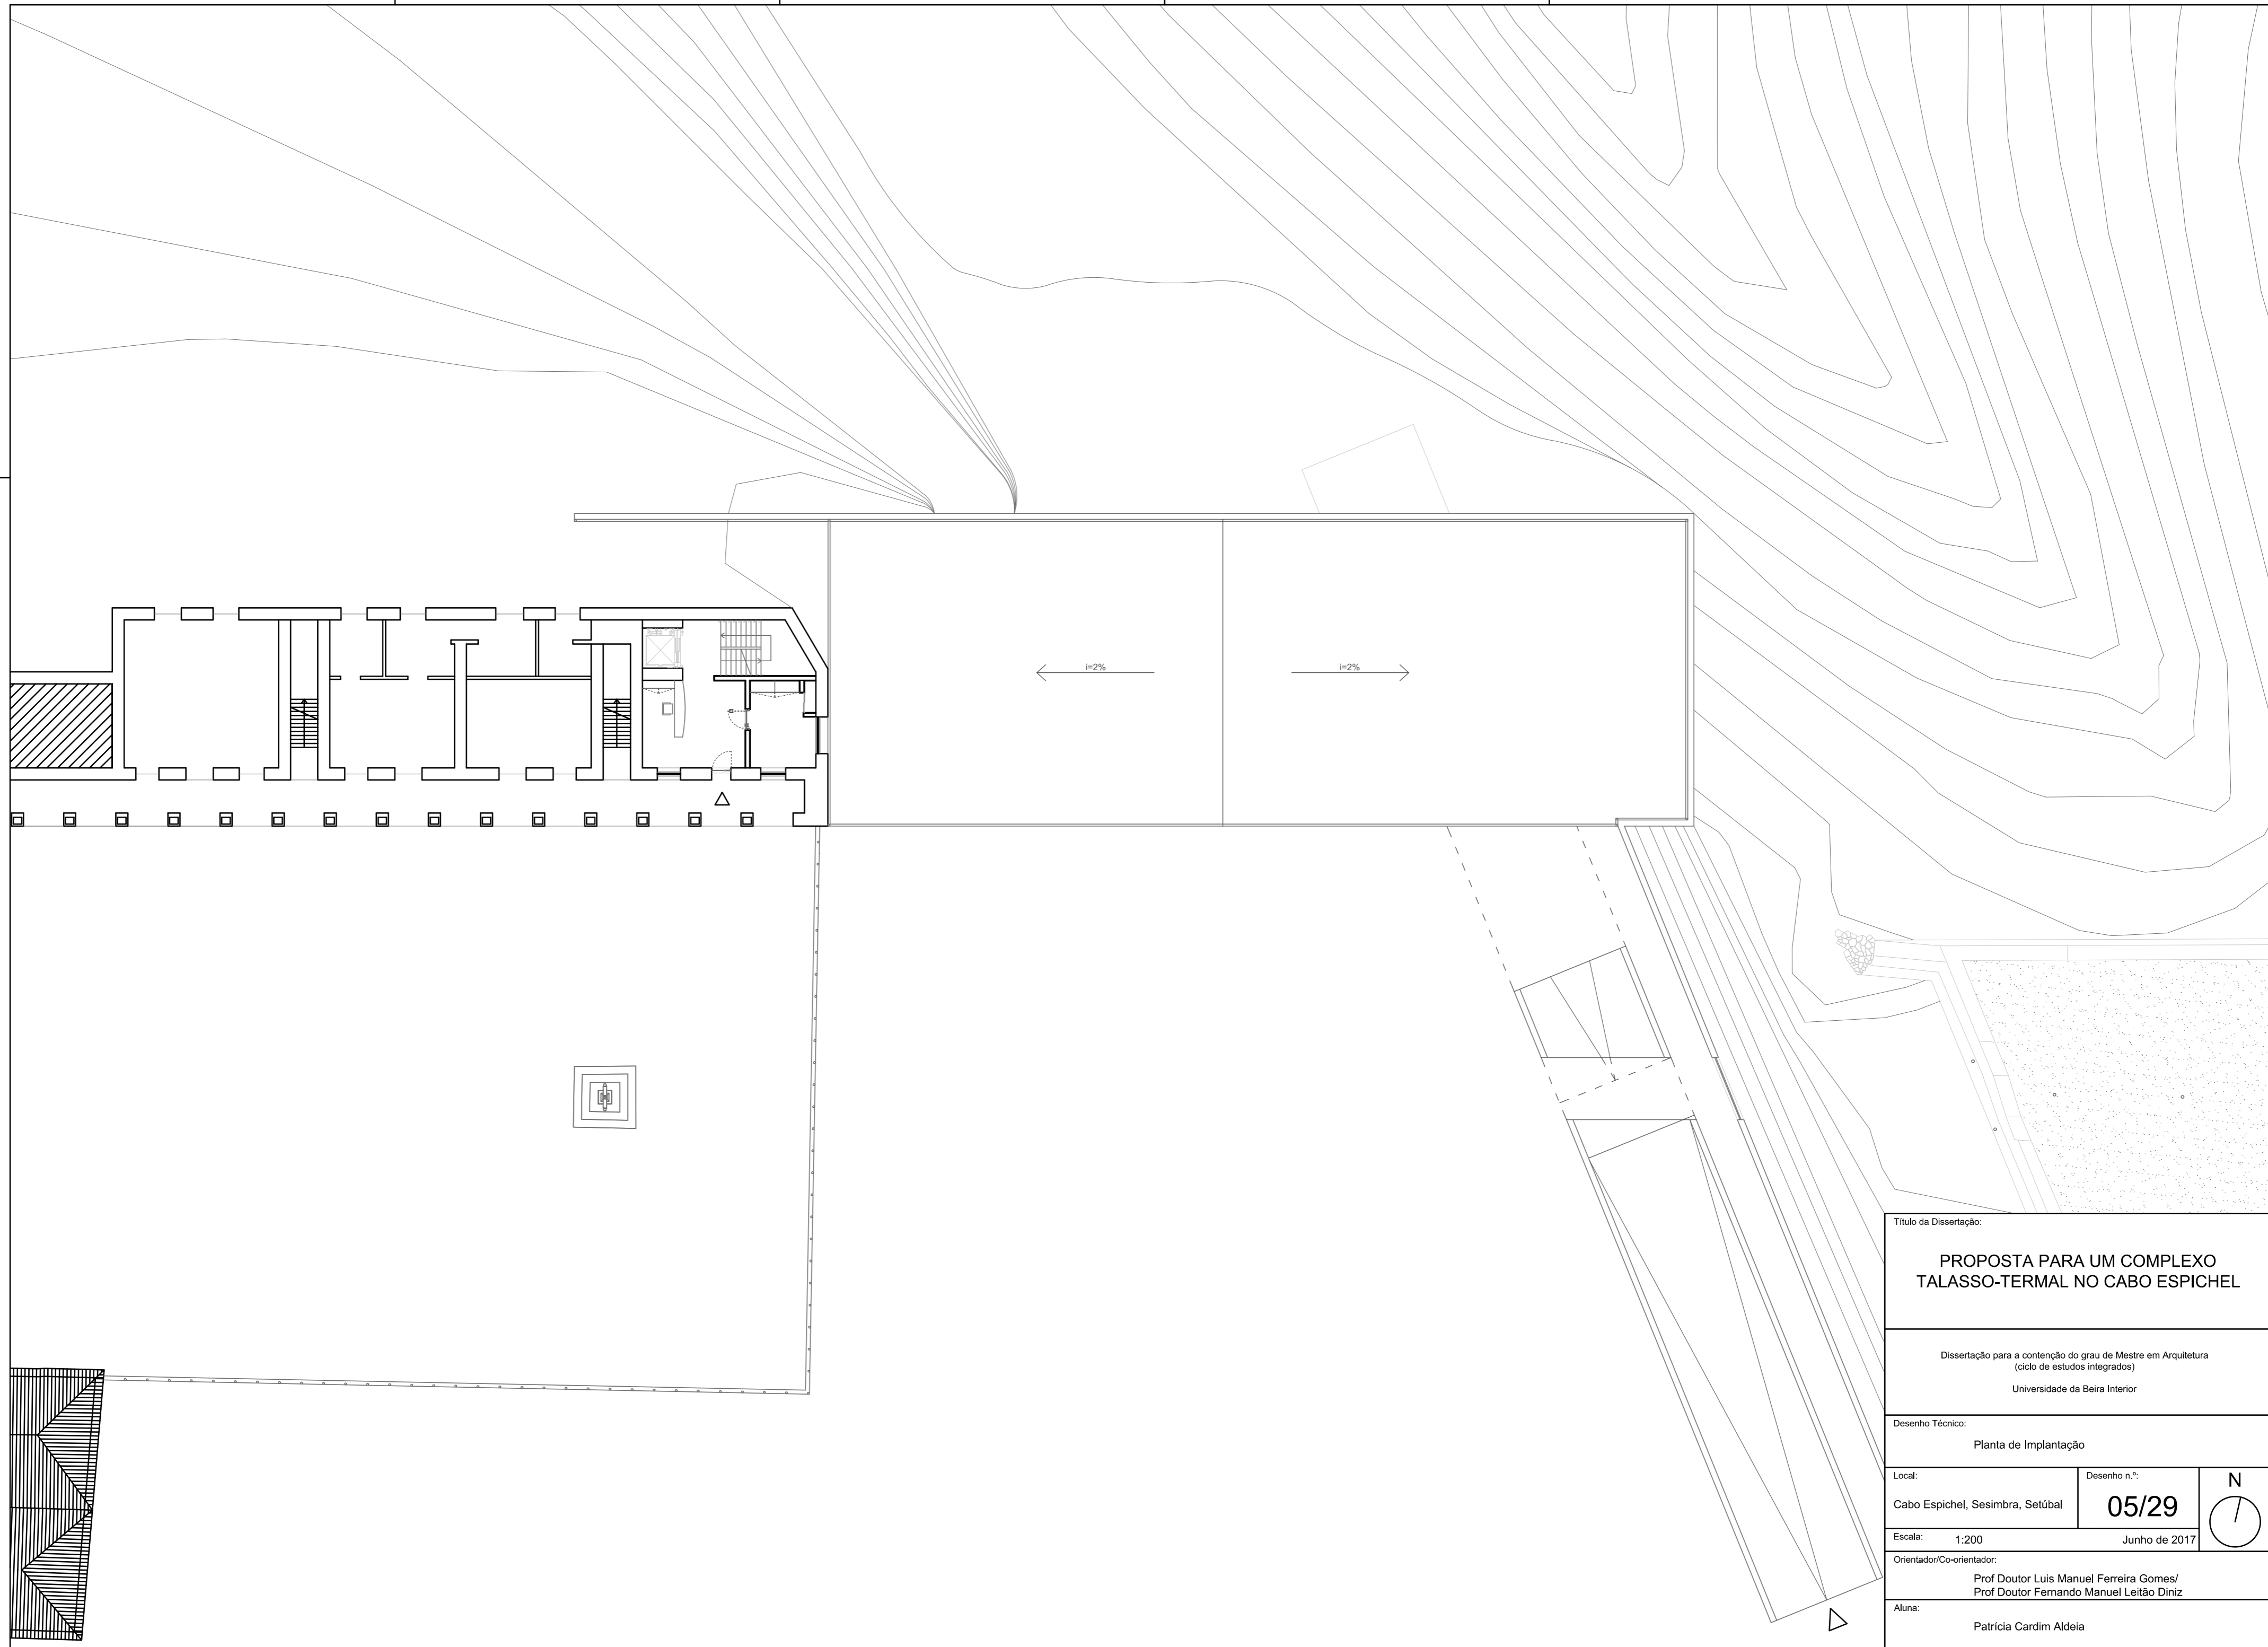 i=2%
i=2%
Título da Dissertação:
PROPOSTA PARA UM COMPLEXO
TALASSO-TERMAL NO CABO ESPICHEL
Dissertação para a contenção do grau de Mestre em Arquitetura
(ciclo de estudos integrados)
Universidade da Beira Interior
Desenho Técnico:
Planta de Implantação
Local:
Cabo Espichel, Sesimbra, Setúbal
Desenho n.º:
05/29
N
Escala: 1:200
Junho de 2017
Orientador/Co-orientador:
Prof Doutor Luis Manuel Ferreira Gomes/
Prof Doutor Fernando Manuel Leitão Diniz
Aluna:
Patrícia Cardim Aldeia